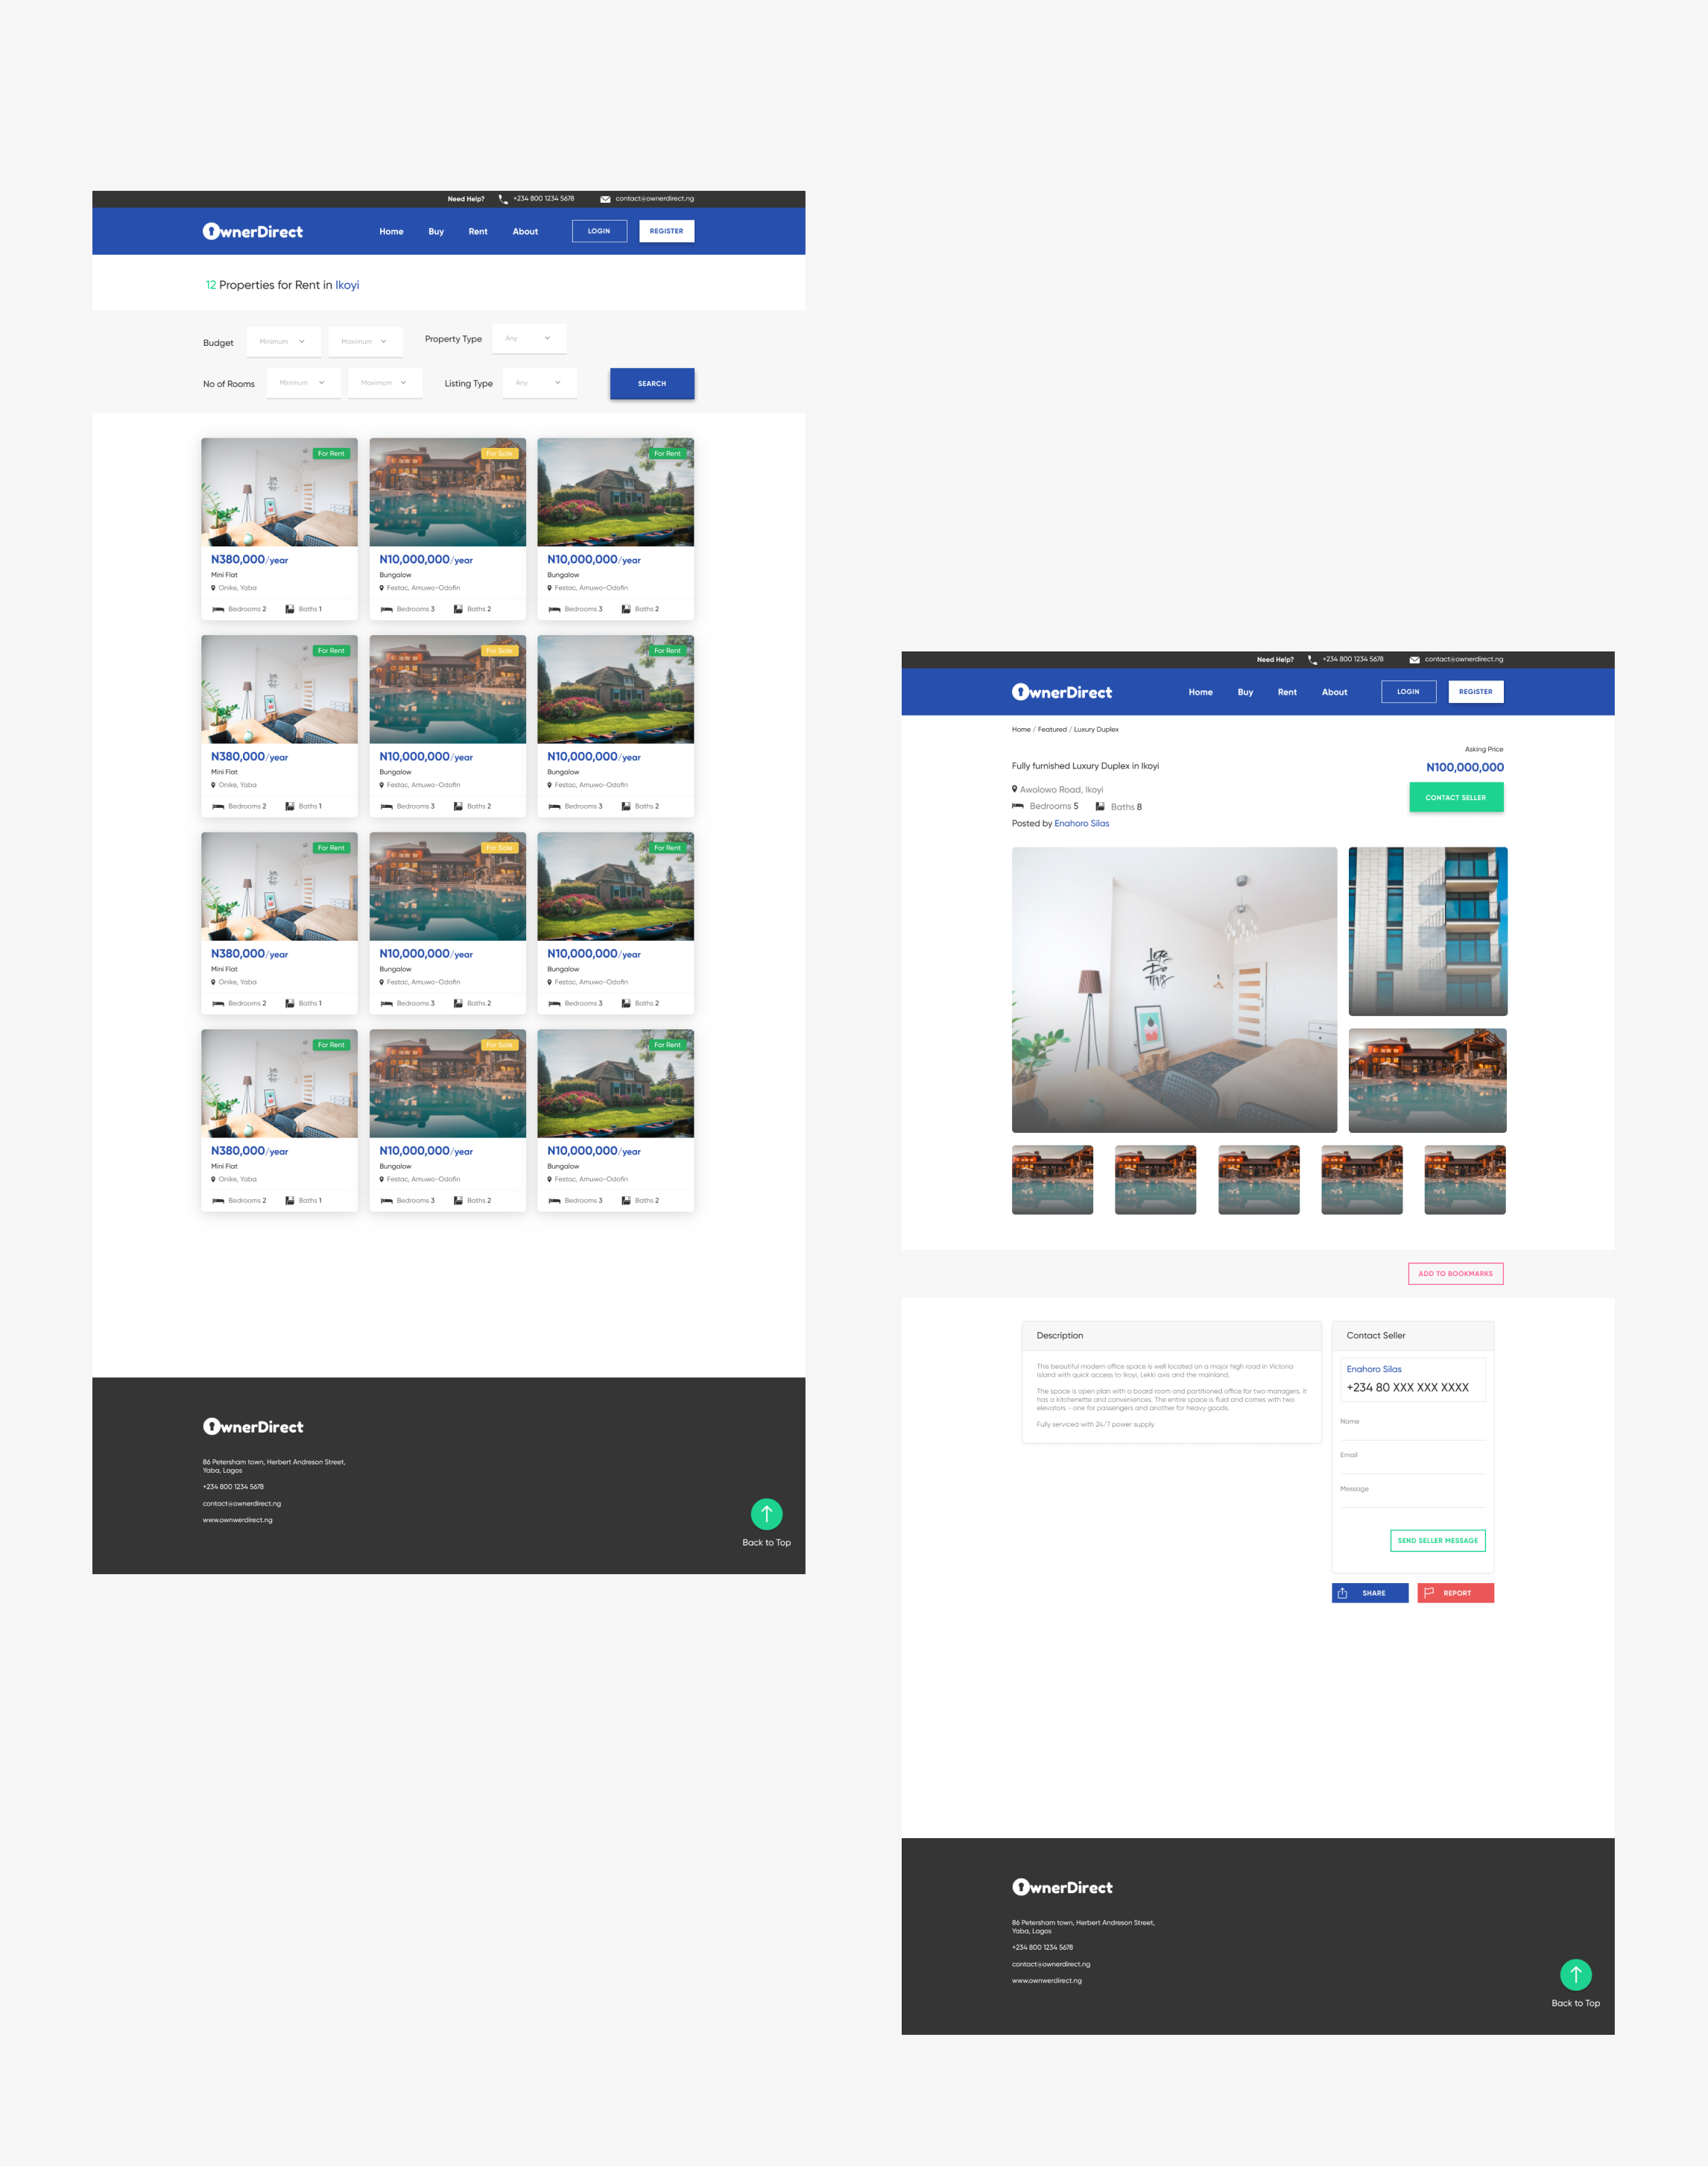 Need Help? +234 800 1234 5678 contact@ownerdirect.ng
OwnerDirect Home Buy Rent About LOGIN REGISTER
12 Properties for Rent in Ikoyi
Budget Minimum Maximum Property Type Any
No of Rooms Minimum Maximum Listing Type Any SEARCH
For Rent For Sale For Rent
N380,000/year N10,000,000/year N10,000,000/year
Mini Flat Bungalow Bungalow
Onike, Yaba Festac, Amuwo-Odofin Festac, Amuwo-Odofin
Bedrooms 2 Baths 1 Bedrooms 3 Baths 2 Bedrooms 3 Baths 2
For Rent For Sale For Rent
N380,000/year N10,000,000/year N10,000,000/year
Mini Flat Bungalow Bungalow
Onike, Yaba Festac, Amuwo-Odofin Festac, Amuwo-Odofin
Bedrooms 2 Baths 1 Bedrooms 3 Baths 2 Bedrooms 3 Baths 2
For Rent For Sale For Rent
N380,000/year N10,000,000/year N10,000,000/year
Mini Flat Bungalow Bungalow
Onike, Yaba Festac, Amuwo-Odofin Festac, Amuwo-Odofin
Bedrooms 2 Baths 1 Bedrooms 3 Baths 2 Bedrooms 3 Baths 2
For Rent For Sale For Rent
N380,000/year N10,000,000/year N10,000,000/year
Mini Flat Bungalow Bungalow
Onike, Yaba Festac, Amuwo-Odofin Festac, Amuwo-Odofin
Bedrooms 2 Baths 1 Bedrooms 3 Baths 2 Bedrooms 3 Baths 2
OwnerDirect
86 Petersham town, Herbert Andreson Street,
Yaba, Lagos
+234 800 1234 5678
contact@ownerdirect.ng
www.ownwerdirect.ng
Back to Top
Need Help? +234 800 1234 5678 contact@ownerdirect.ng
OwnerDirect Home Buy Rent About LOGIN REGISTER
Home / Featured / Luxury Duplex
Asking Price
Fully furnished Luxury Duplex in Ikoyi N100,000,000
Awolowo Road, Ikoyi
CONTACT SELLER
Bedrooms 5 Baths 8
Posted by Enahoro Silas
LET'S
DO
THIS
ADD TO BOOKMARKS
Description
This beautiful modern office space is well located on a major high road in Victoria
Island with quick access to Ikoyi, Lekki axis and the mainland.
The space is open plan with a board room and partitioned office for two managers. it
has a kitchenette and conveniences. The entire space is fluid and comes with two
elevators - one for passengers and another for heavy goods.
Fully serviced with 24/7 power supply
Contact Seller
Enahoro Silas
+234 80 XXX XXX XXXX
Name
Email
Message
SEND SELLER MESSAGE
SHARE REPORT
OwnerDirect
86 Petersham town, Herbert Andreson Street,
Yaba, Lagos
+234 800 1234 5678
contact@ownerdirect.ng
www.ownwerdirect.ng
Back to Top